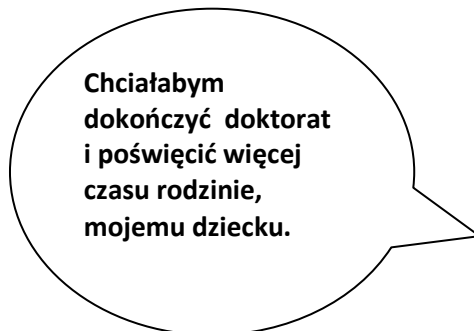 Chciałabym
dokończyć doktorat
i poświęcić więcej
czasu rodzinie,
mojemu dziecku.